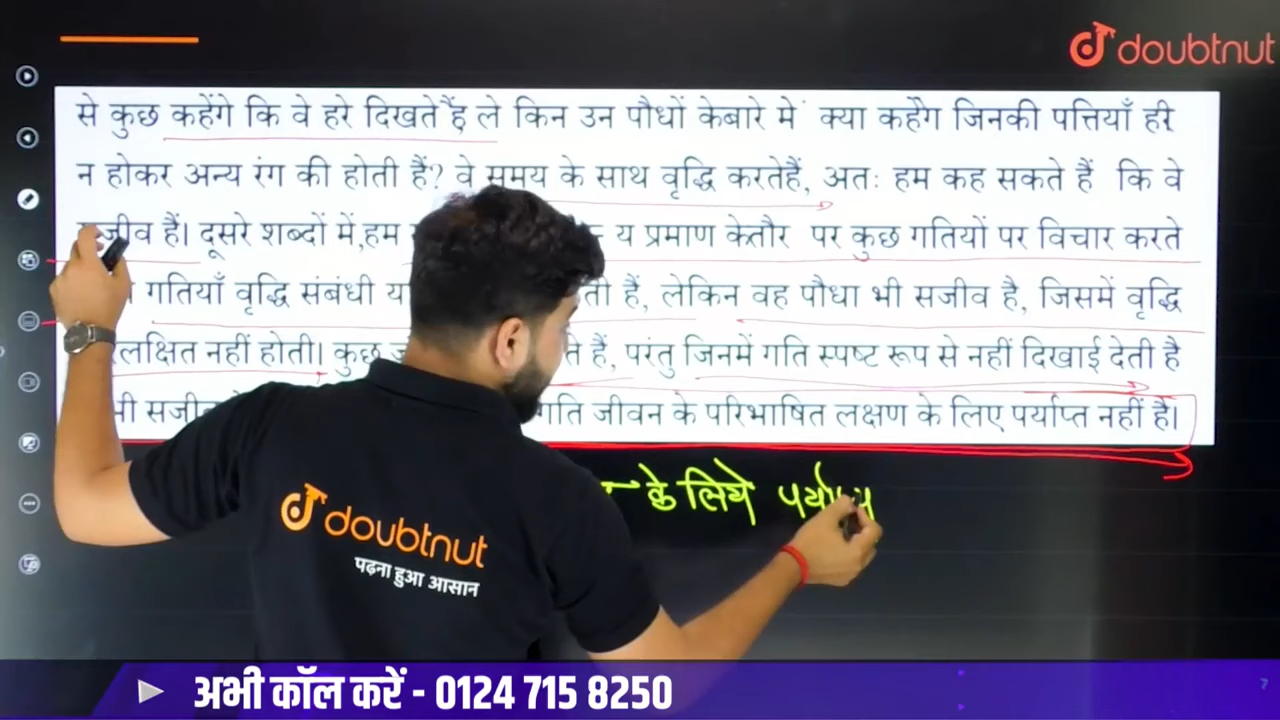 doubtnut
से कुछ कहेंगे कि वे हरे दिखते हैं ले किन उन पौधों केबारे में क्या कहेंगे जिनकी पत्तियाँ हरी
न होकर अन्य रंग की होती हैं? वे समय के साथ वृद्धि करतेहैं, अतः हम कह सकते हैं कि वे
सजीव हैं। दूसरे शब्दों में,हम य प्रमाण केतौर पर कुछ गतियों पर विचार करते
गतियाँ वृद्धि संबंधी या ती हैं, लेकिन वह पौधा भी सजीव है, जिसमें वृद्धि
लक्षित नहीं होती। कुछ ते हैं, परंतु जिनमें गति स्पष्ट रूप से नहीं दिखाई देती है
भी सजी गति जीवन के परिभाषित लक्षण के लिए पर्याप्त नहीं है।
के लिये
doubtnut
पढ़ना हुआ आसान
अभी कॉल करें - 0124 715 8250
7